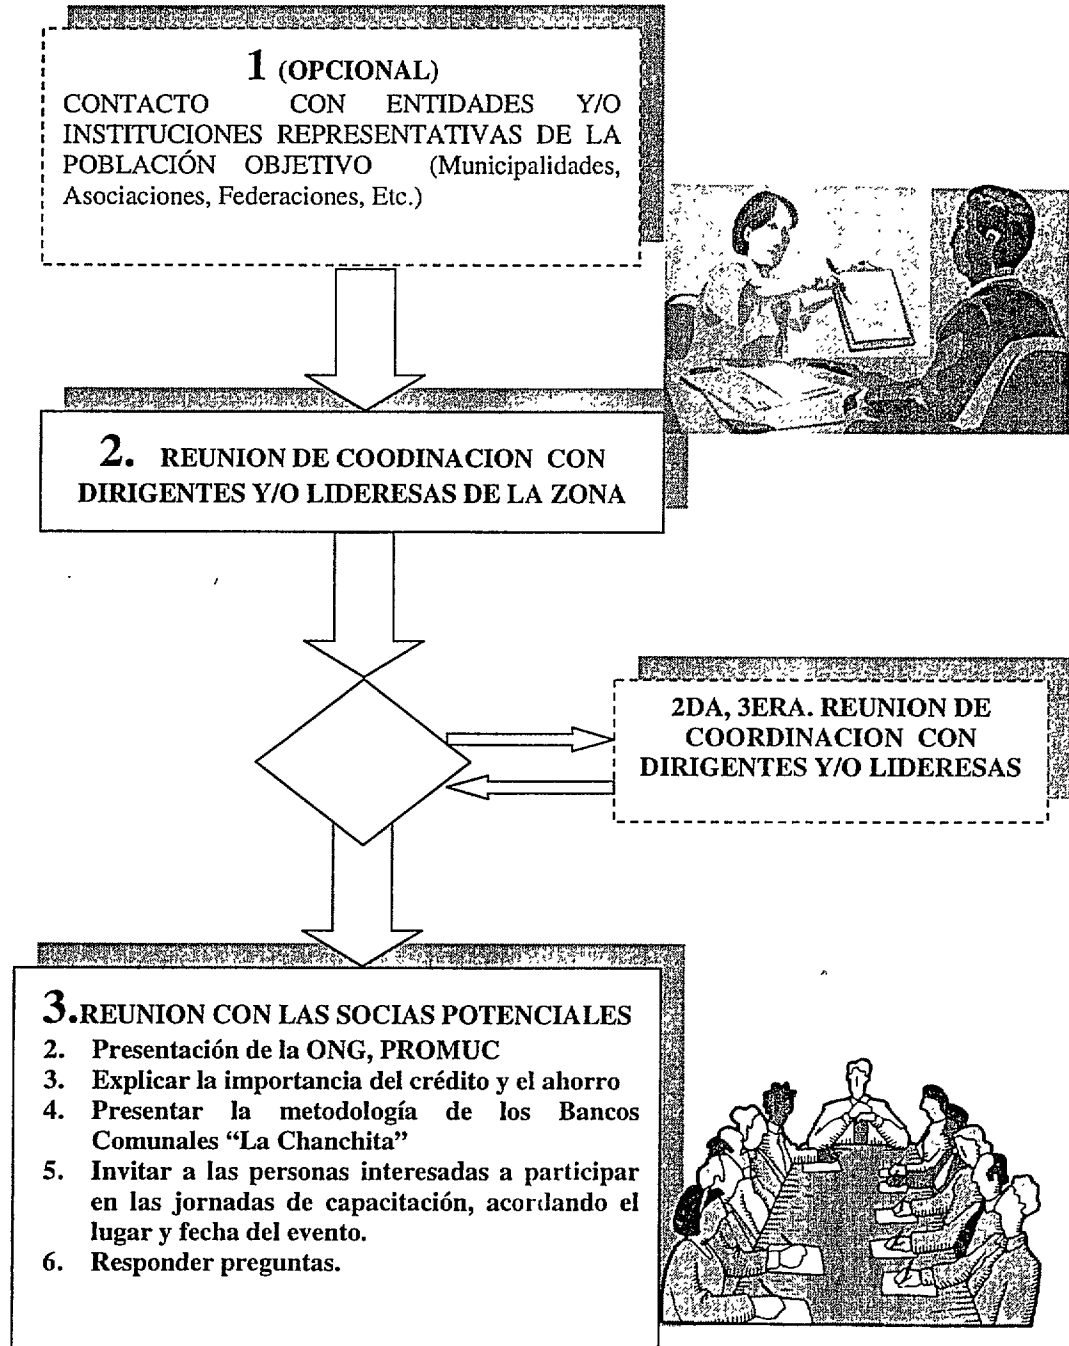 1 (OPCIONAL)
CONTACTO CON ENTIDADES Y/O
INSTITUCIONES REPRESENTATIVAS DE LA
POBLACIÓN OBJETIVO (Municipalidades,
Asociaciones, Federaciones, Etc.)
2. REUNION DE COODINACION CON
DIRIGENTES Y/O LIDERESAS DE LA ZONA
2DA, 3ERA. REUNION DE
COORDINACION CON
DIRIGENTES Y/O LIDERESAS
3.REUNION CON LAS SOCIAS POTENCIALES
2. Presentación de la ONG, PROMUC
3. Explicar la importancia del crédito y el ahorro
4. Presentar la metodología de los Bancos
Comunales “La Chanchita”
5. Invitar a las personas interesadas a participar
en las jornadas de capacitación, acordando el
lugar y fecha del evento.
6. Responder preguntas.